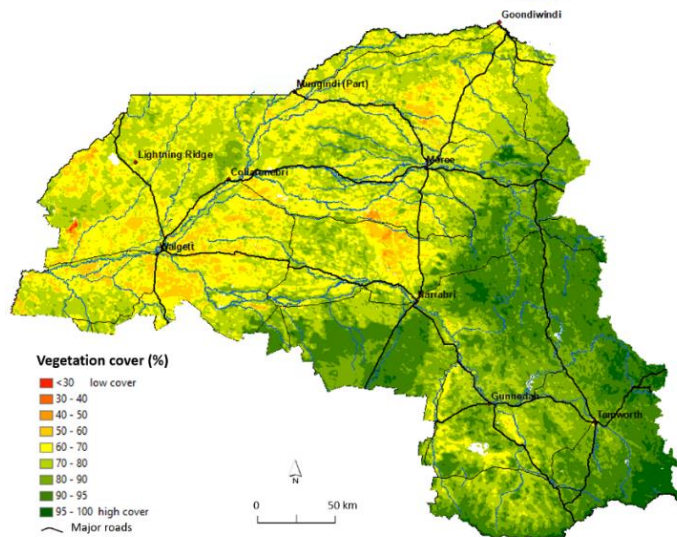 Goondiwindi
Mungindi (Part)
Lightning Ridge
Collarenebri
Moree
Walgett
Narrabri
Gunnedah
Tamworth
Vegetation cover (%)
<30 low cover
30 - 40
40 - 50
50 - 60
60 - 70
70 - 80
80 - 90
90 - 95
95 - 100 high cover
Major roads
N
0 50 km